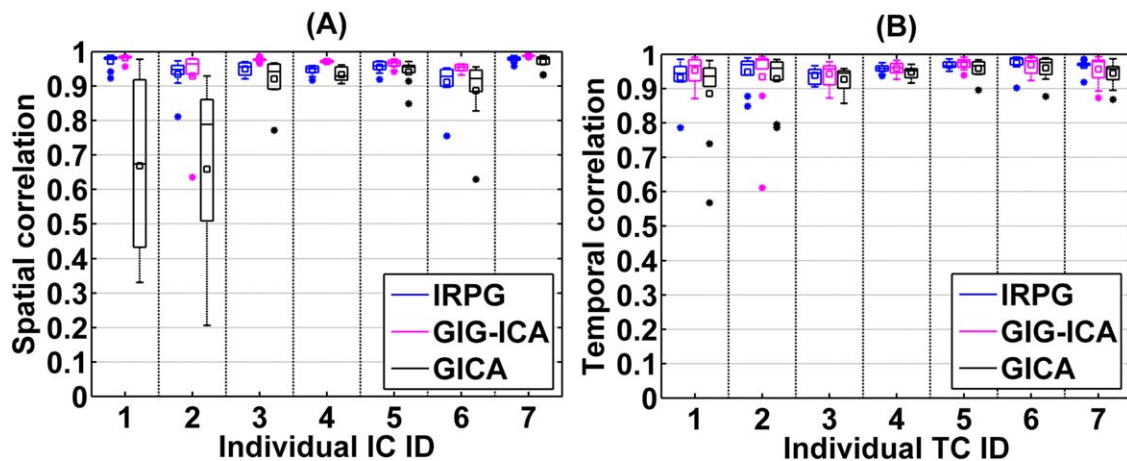 (A)
Spatial correlation
1
0.9
0.8
0.7
0.6
0.5
0.4
0.3
0.2
0.1
0
IRPG
GIG-ICA
GICA
1 2 3 4 5 6 7
Individual IC ID
(B)
Temporal correlation
1
0.9
0.8
0.7
0.6
0.5
0.4
0.3
0.2
0.1
0
IRPG
GIG-ICA
GICA
1 2 3 4 5 6 7
Individual TC ID